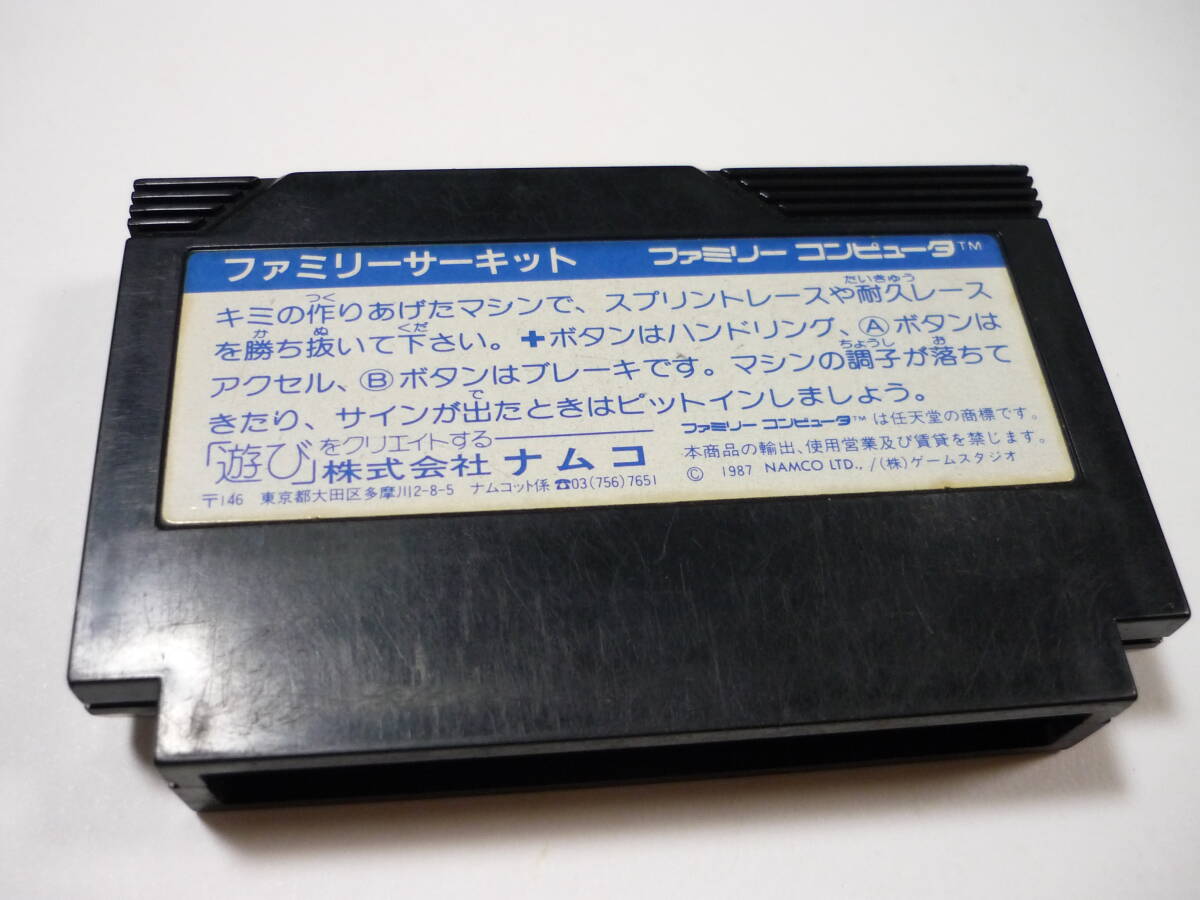 ファミリーサーキット ファミリー コンピュータ™
キミの作りあげたマシンで、スプリントレースや耐久レース
を勝ち抜いて下さい。✚ボタンはハンドリング、Ⓐボタンは
アクセル、Ⓑボタンはブレーキです。マシンの調子が落ちて
きたり、サインが出たときはピットインしましょう。
「遊び」をクリエイトする
株式会社 ナムコ
〒146 東京都大田区多摩川2-8-5 ナムコット係 ☎03(756)7651
ファミリー コンピュータ™ は任天堂の商標です。
本商品の輸出、使用営業及び賃貸を禁じます。
© 1987 NAMCO LTD., /(株)ゲームスタジオ